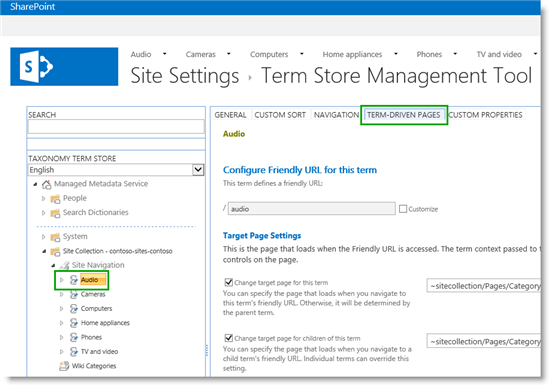 SharePoint
Audio Cameras Computers Home appliances Phones TV and video
Site Settings › Term Store Management Tool
SEARCH
TAXONOMY TERM STORE
English
Managed Metadata Service
People
Search Dictionaries
System
Site Collection - contoso-sites-contoso
Site Navigation
Audio
Cameras
Computers
Home appliances
Phones
TV and video
Wiki Categories
GENERAL CUSTOM SORT NAVIGATION TERM-DRIVEN PAGES CUSTOM PROPERTIES
Audio
Configure Friendly URL for this term
This term defines a friendly URL:
/ audio Customize
Target Page Settings
This is the page that loads when the Friendly URL is accessed. The term context passed to
controls on the page.
Change target page for this term
You can specify the page that loads when you navigate to
this term's friendly URL. Otherwise, it will be determined by
the parent term.
~sitecollection/Pages/Category
Change target page for children of this term
You can specify the page that loads when you navigate to a
child term's friendly URL. Individual terms can override this
setting.
~sitecollection/Pages/Category